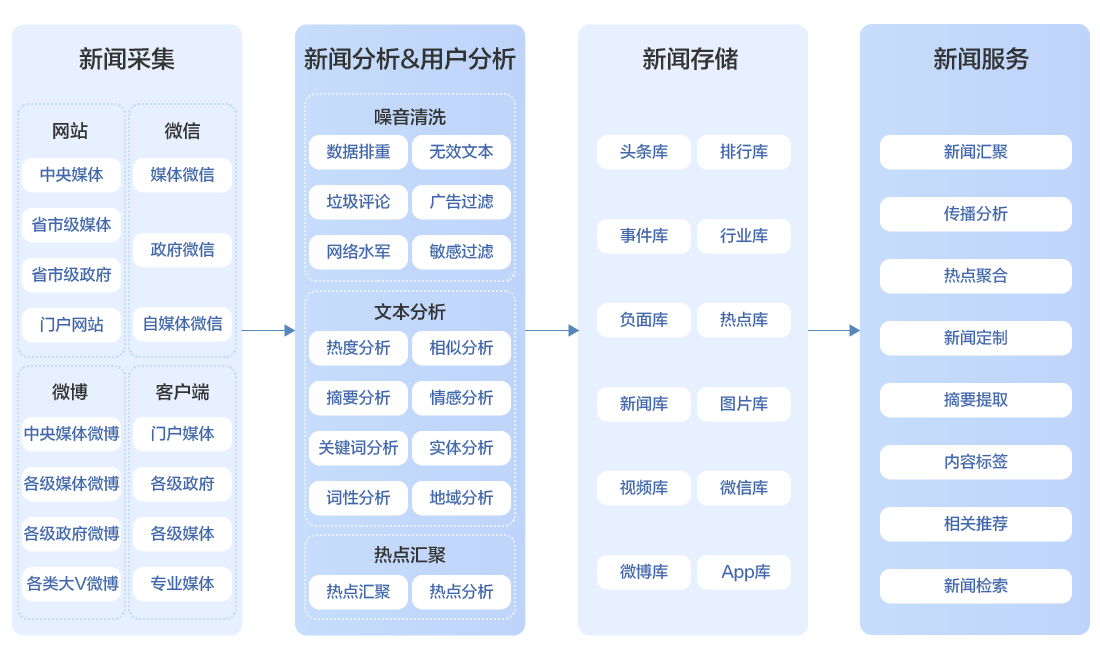 新闻采集
网站
中央媒体
省市级媒体
省市级政府
门户网站
微信
媒体微信
政府微信
自媒体微信
微博
中央媒体微博
各级媒体微博
各级政府微博
各类大V微博
客户端
门户媒体
各级政府
各级媒体
专业媒体
新闻分析&用户分析
噪音清洗
数据排重
无效文本
垃圾评论
广告过滤
网络水军
敏感过滤
文本分析
热度分析
相似分析
摘要分析
情感分析
关键词分析
实体分析
词性分析
地域分析
热点汇聚
热点汇聚
热点分析
新闻存储
头条库
排行库
事件库
行业库
负面库
热点库
新闻库
图片库
视频库
微信库
微博库
App库
新闻服务
新闻汇聚
传播分析
热点聚合
新闻定制
摘要提取
内容标签
相关推荐
新闻检索